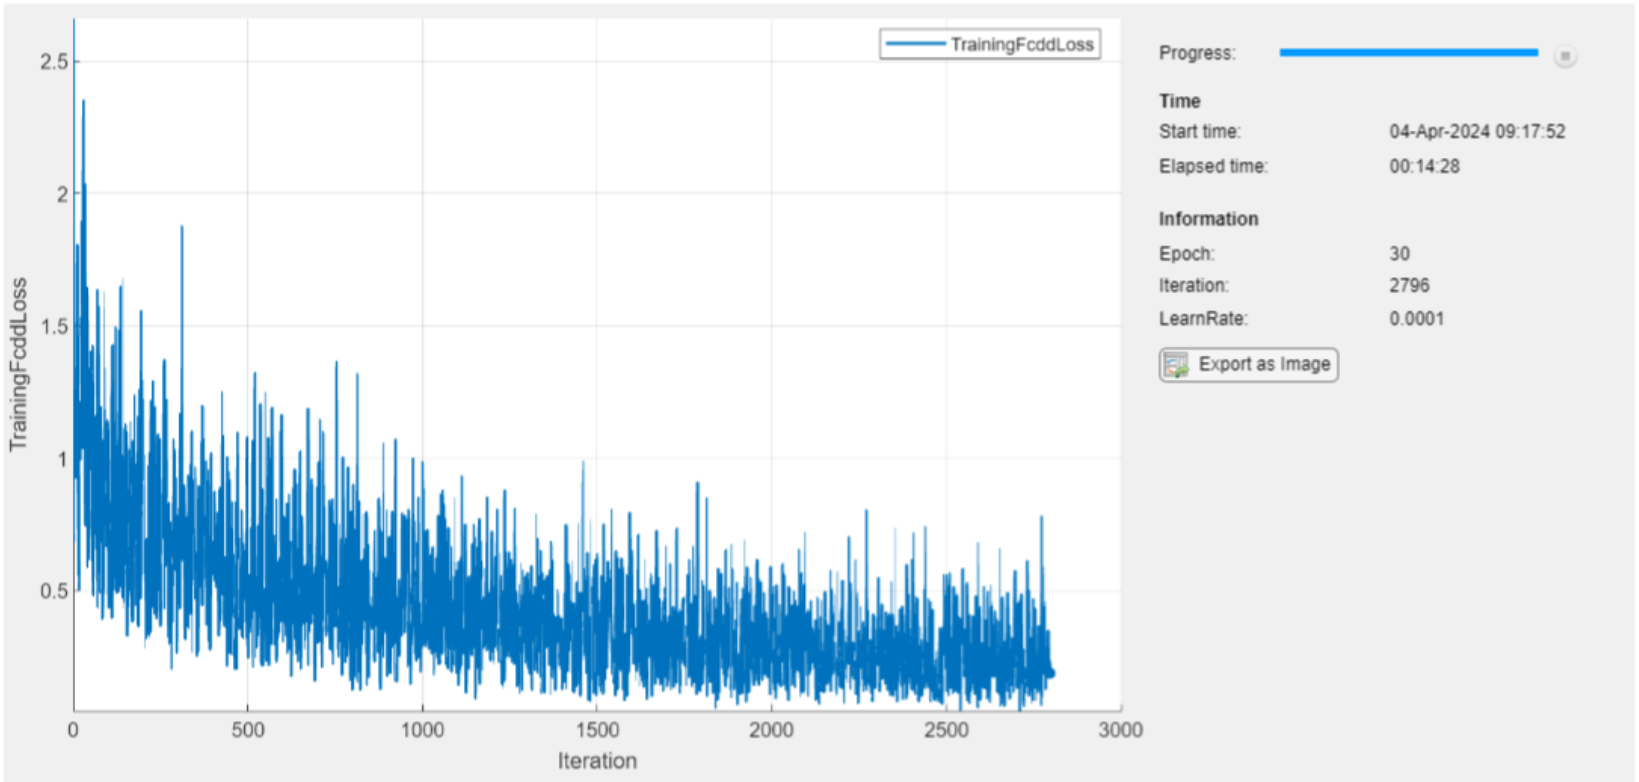 TrainingFcddLoss
2.5
2
1.5
1
0.5
0
500
1000
1500
2000
2500
3000
Iteration
TrainingFcddLoss
Progress:
Time
Start time: 04-Apr-2024 09:17:52
Elapsed time: 00:14:28
Information
Epoch: 30
Iteration: 2796
LearnRate: 0.0001
Export as Image